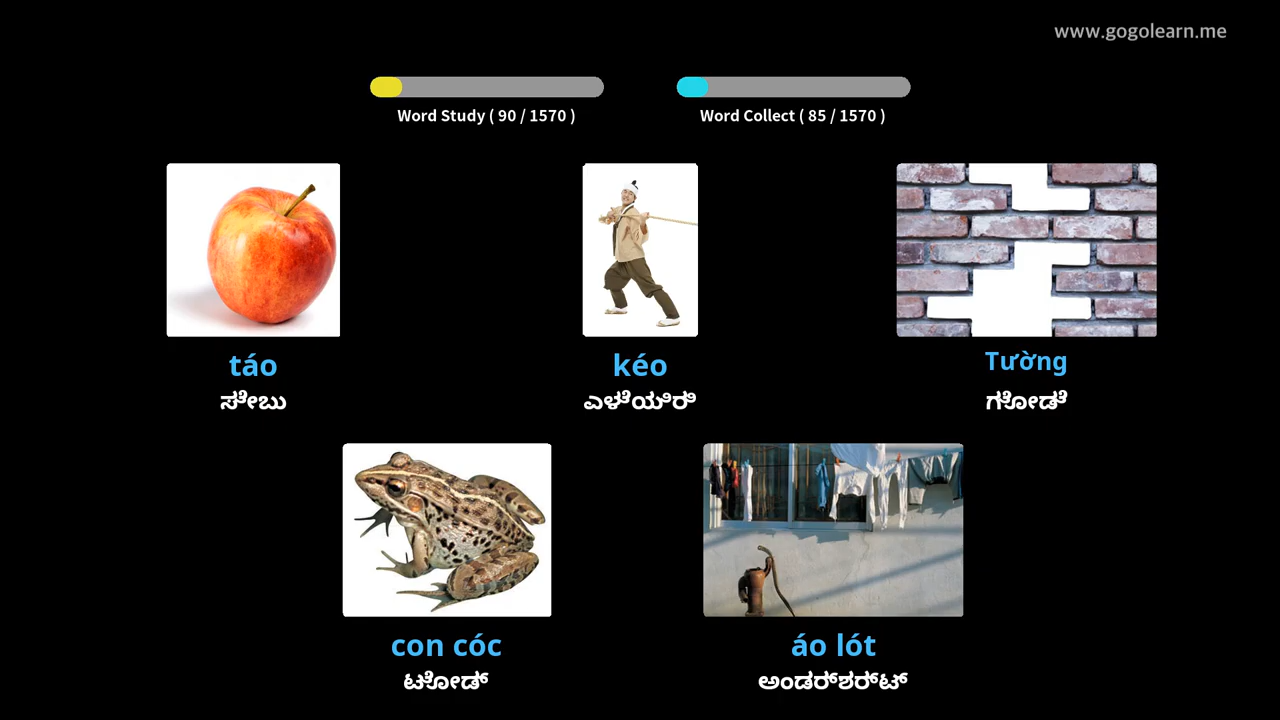 www.gogolearn.me
Word Study ( 90 / 1570 )
Word Collect ( 85 / 1570 )
táo
ಸೇಬು
kéo
ಎಳೆಯಿರಿ
Tường
ಗೋಡೆ
con cóc
ಟೋಡ್
áo lót
ಅಂಡರ್ಶರ್ಟ್